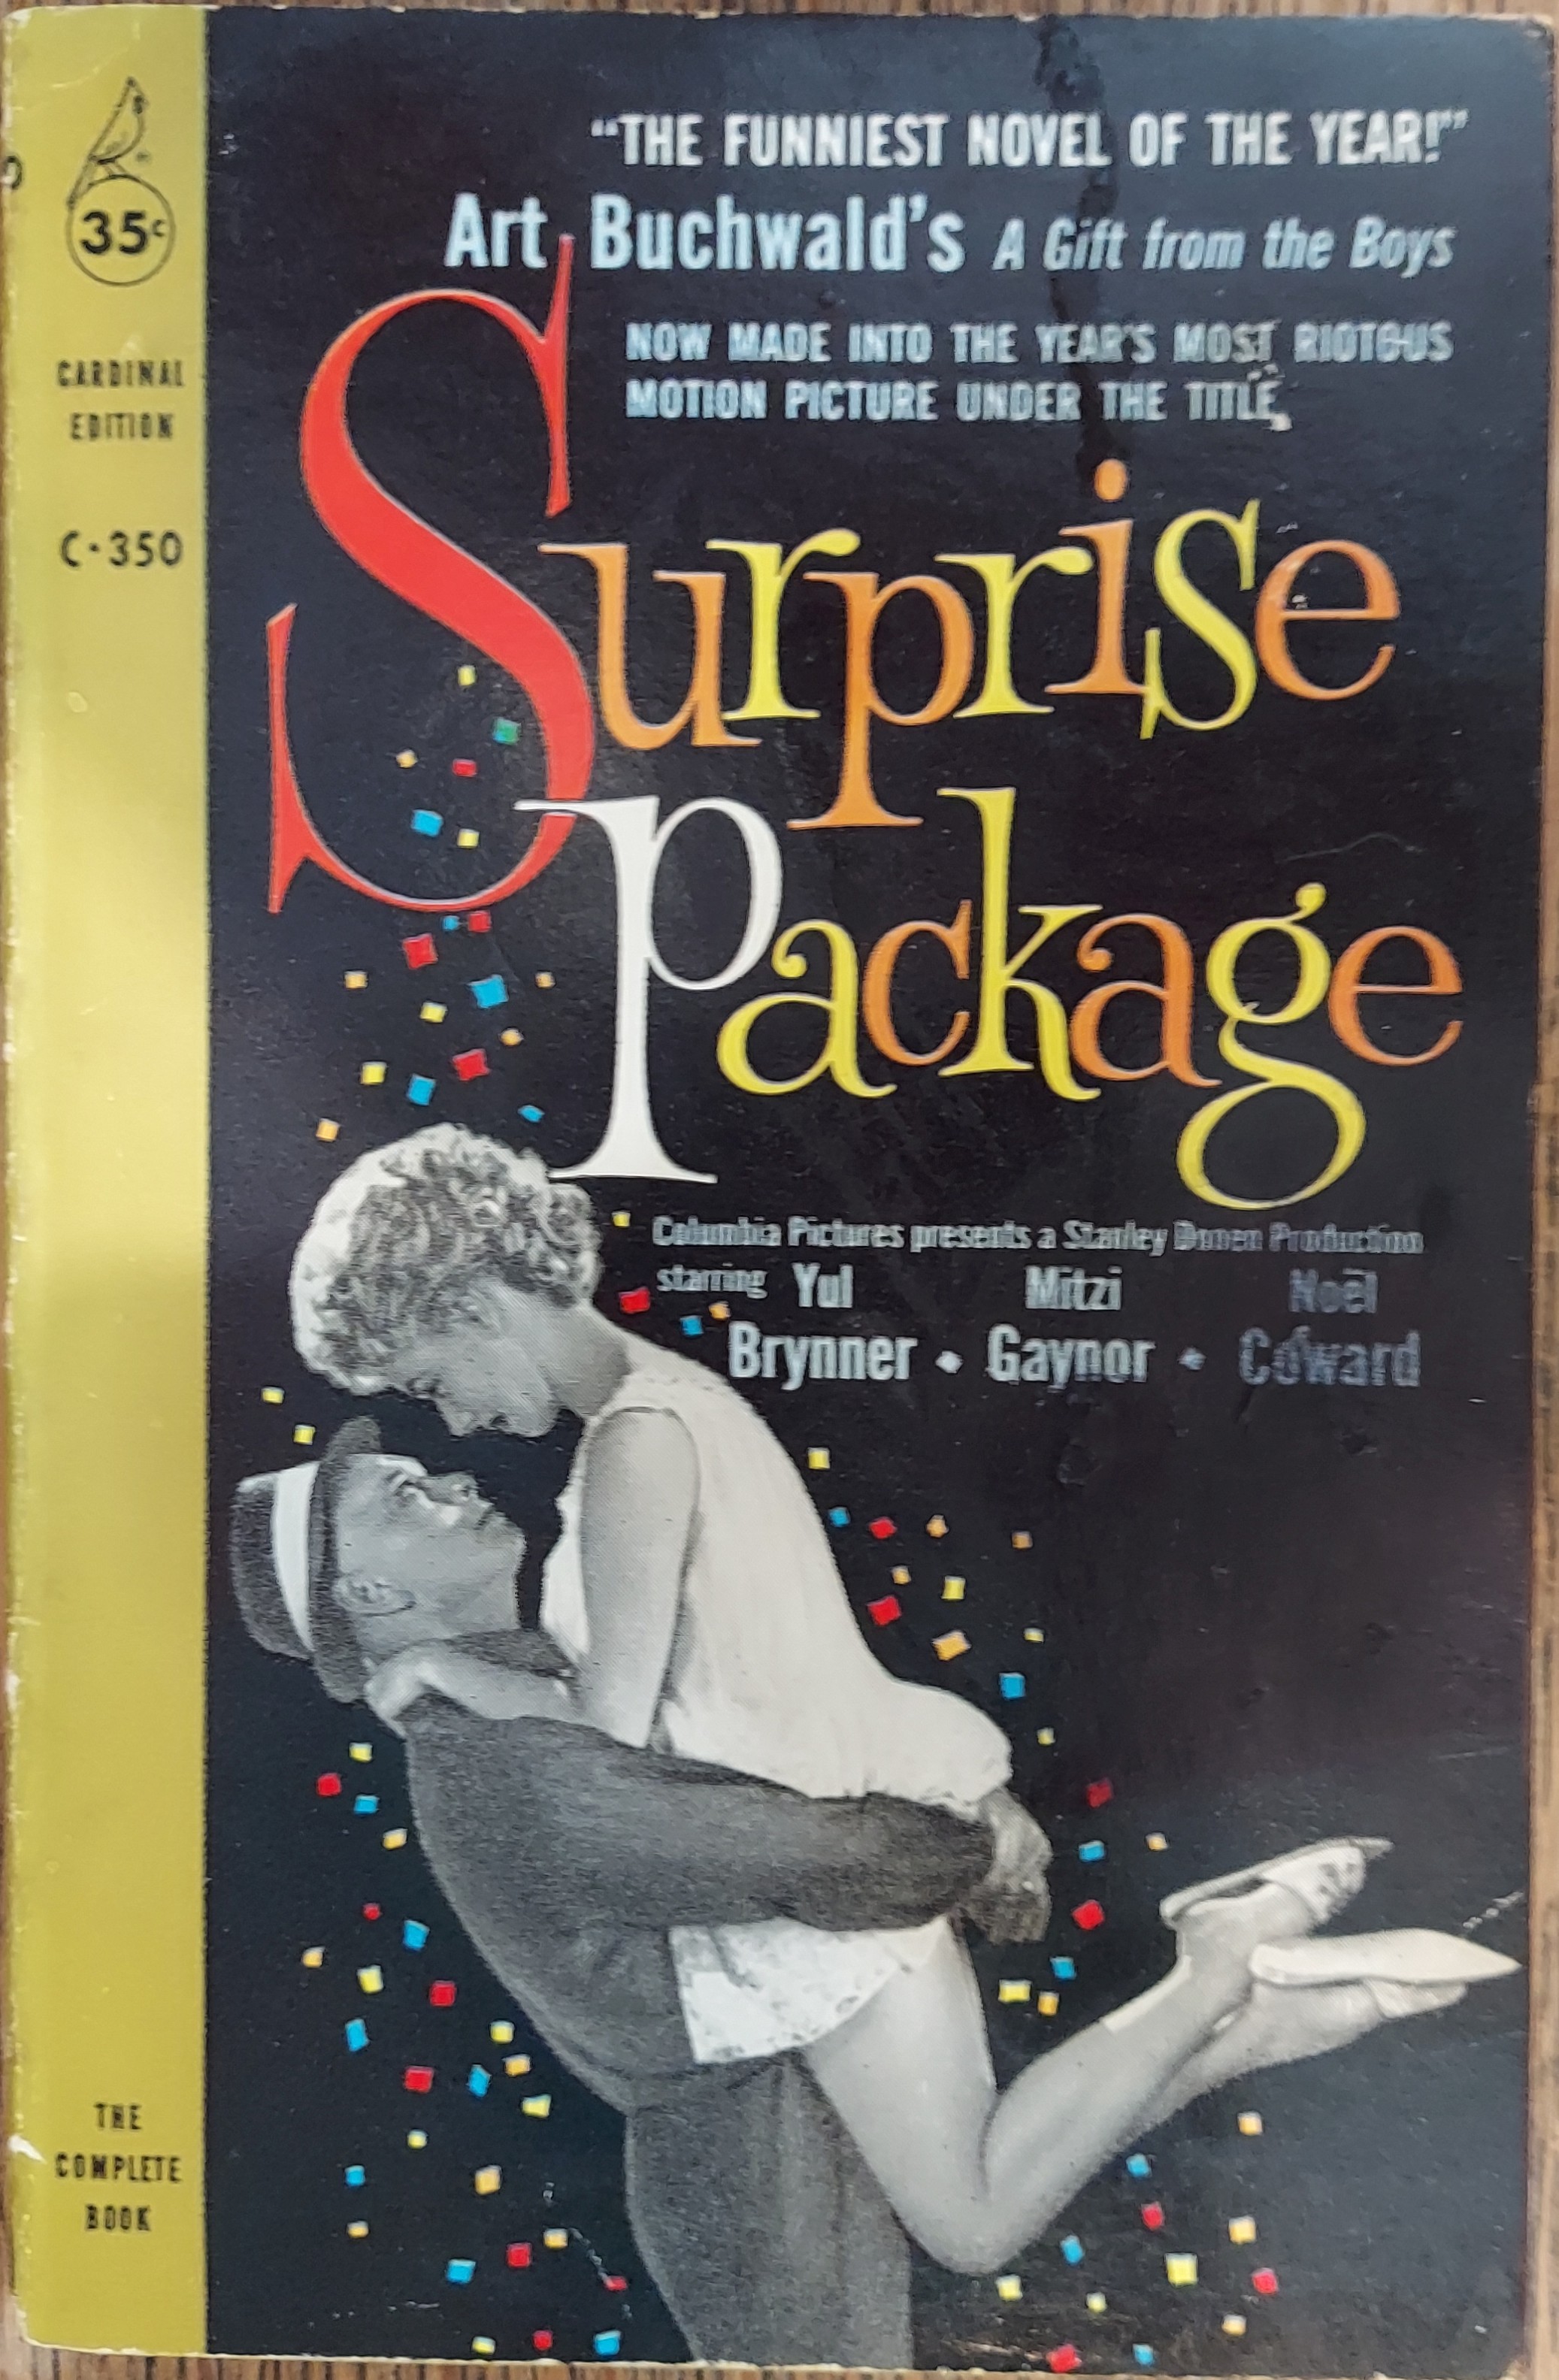 35¢
CARDINAL
EDITION
C·350
THE
COMPLETE
BOOK
“THE FUNNIEST NOVEL OF THE YEAR!”
Art Buchwald’s A Gift from the Boys
NOW MADE INTO THE YEAR’S MOST RIOTOUS
MOTION PICTURE UNDER THE TITLE
Surprise
Package
Columbia Pictures presents a Stanley Donen Production
starring Yul Mitzi Noël
Brynner • Gaynor • Coward